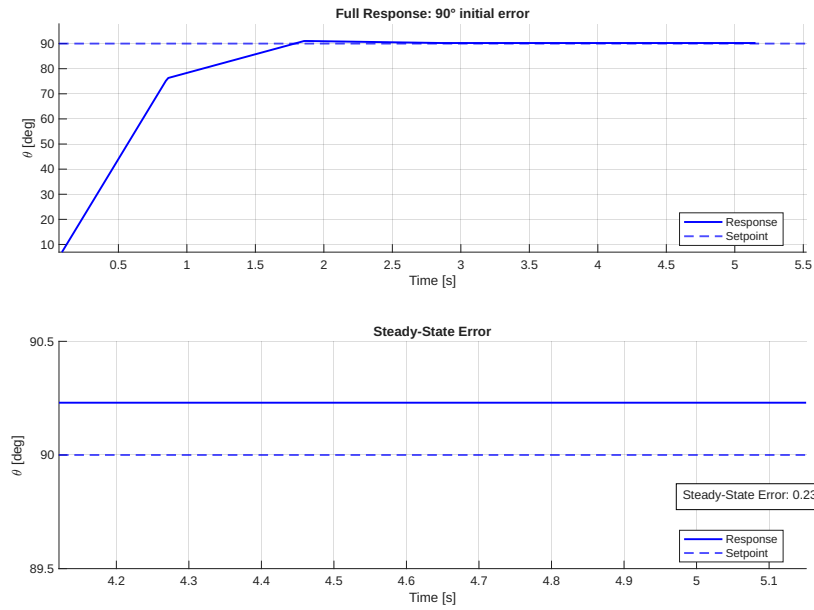 Full Response: 90° initial error
90
80
70
60
50
40
30
20
10
θ [deg]
Response
Setpoint
0.5 1 1.5 2 2.5 3 3.5 4 4.5 5 5.5
Time [s]
Steady-State Error
90.5
90
89.5
θ [deg]
Steady-State Error: 0.23
Response
Setpoint
4.2 4.3 4.4 4.5 4.6 4.7 4.8 4.9 5 5.1
Time [s]